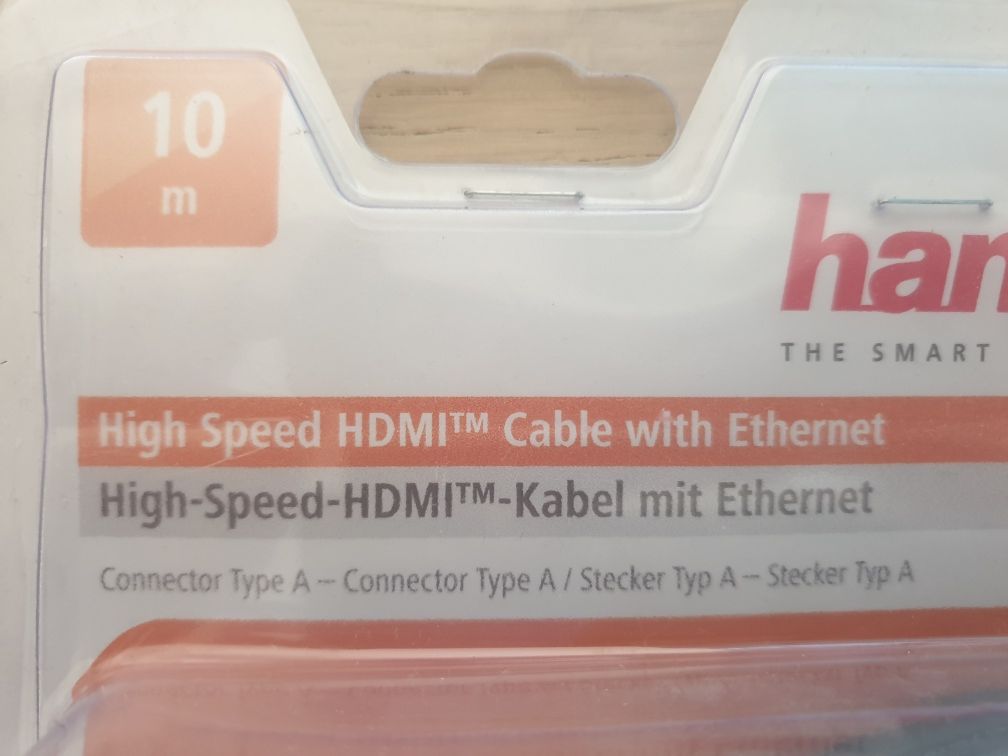 10
m
THE SMART
High Speed HDMI™ Cable with Ethernet
High-Speed-HDMI™-Kabel mit Ethernet
Connector Type A – Connector Type A / Stecker Typ A – Stecker Typ A